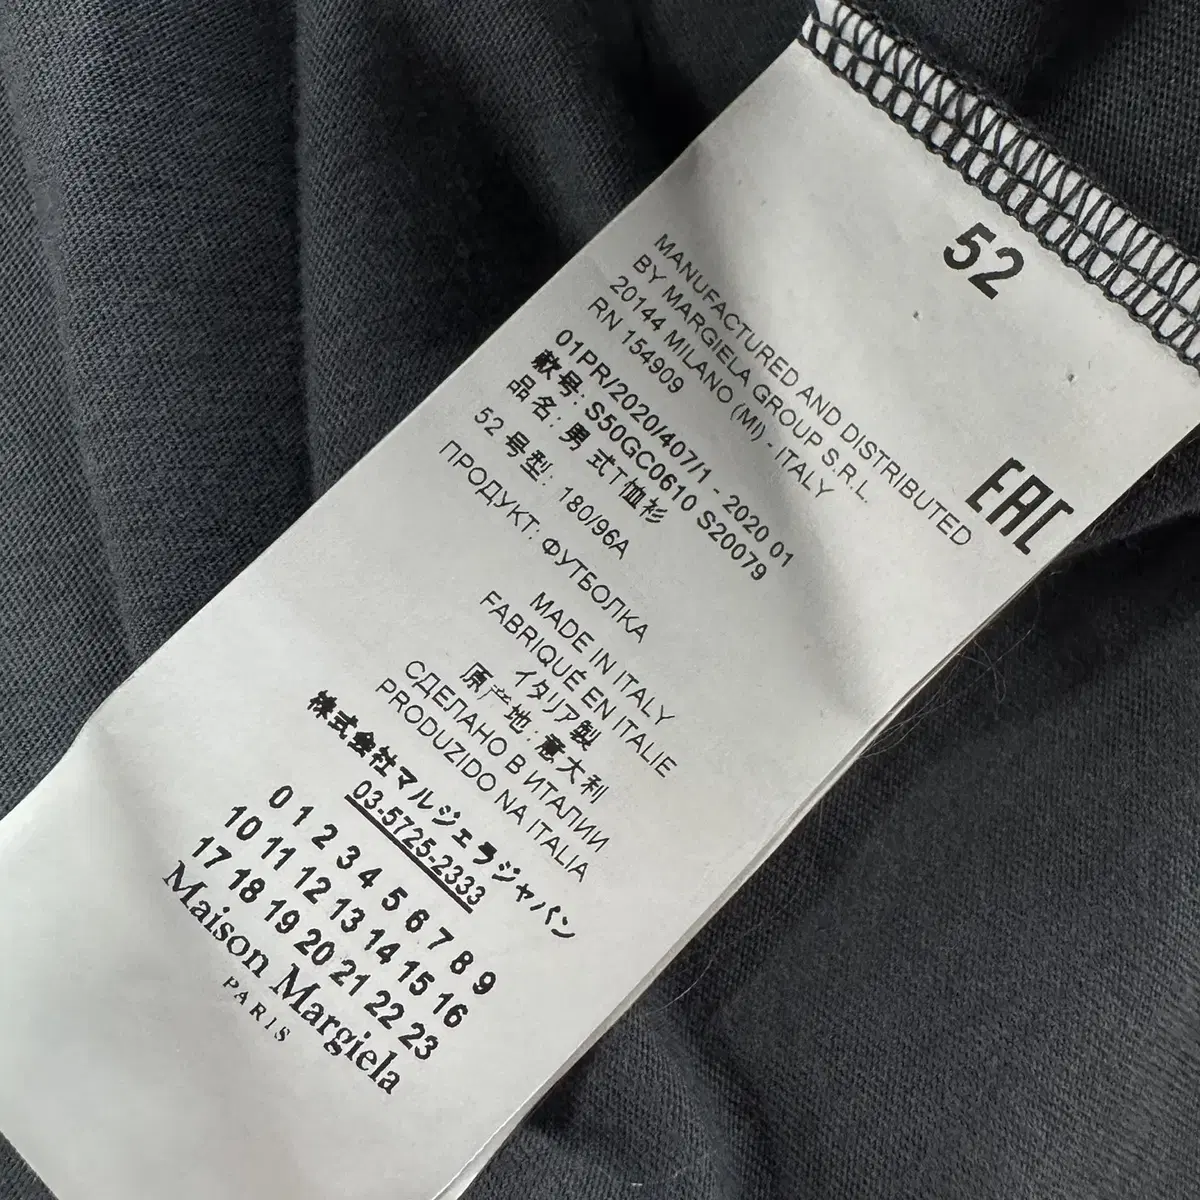 52
EAC
MANUFACTURED AND DISTRIBUTED
BY MARGIELA GROUP S.R.L.
20144 MILANO (MI) - ITALY
RN 154909
01PR/2020/407/1 - 2020 01
款号: S50GC0610 S20079
品名: 男式T恤衫
52 号型: 180/96A
ПРОДУКТ: ФУТБОЛКА
MADE IN ITALY
FABRIQUÉ EN ITALIE
イタリア製
原产地:意大利
СДЕЛАНО В ИТАЛИИ
PRODUZIDO NA ITALIA
株式会社マルジェラジャパン
03-5725-2333
0 1 2 3 4 5 6 7 8 9
10 11 12 13 14 15 16
17 18 19 20 21 22 23
Maison Margiela
PARIS